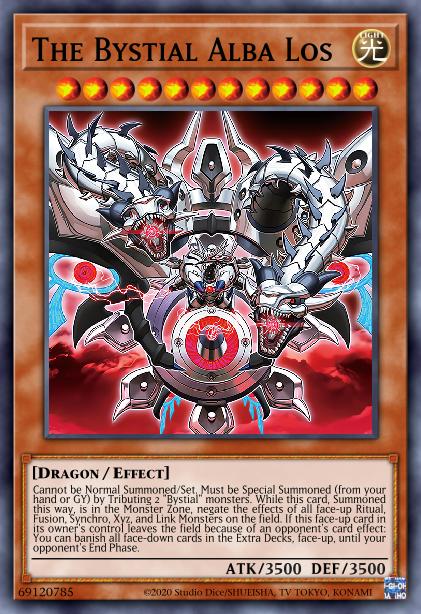 The Bystial Alba Los
LIGHT
光
[Dragon / Effect]
Cannot be Normal Summoned/Set. Must be Special Summoned (from your
hand or GY) by Tributing 2 "Bystial" monsters. While this card, Summoned
this way, is in the Monster Zone, negate the effects of all face-up Ritual,
Fusion, Synchro, Xyz, and Link Monsters on the field. If this face-up card in
its owner's control leaves the field because of an opponent's card effect:
You can banish all face-down cards in the Extra Decks, face-up, until your
opponent's End Phase.
ATK/3500 DEF/3500
69120785
©2020 Studio Dice/SHUEISHA, TV TOKYO, KONAMI